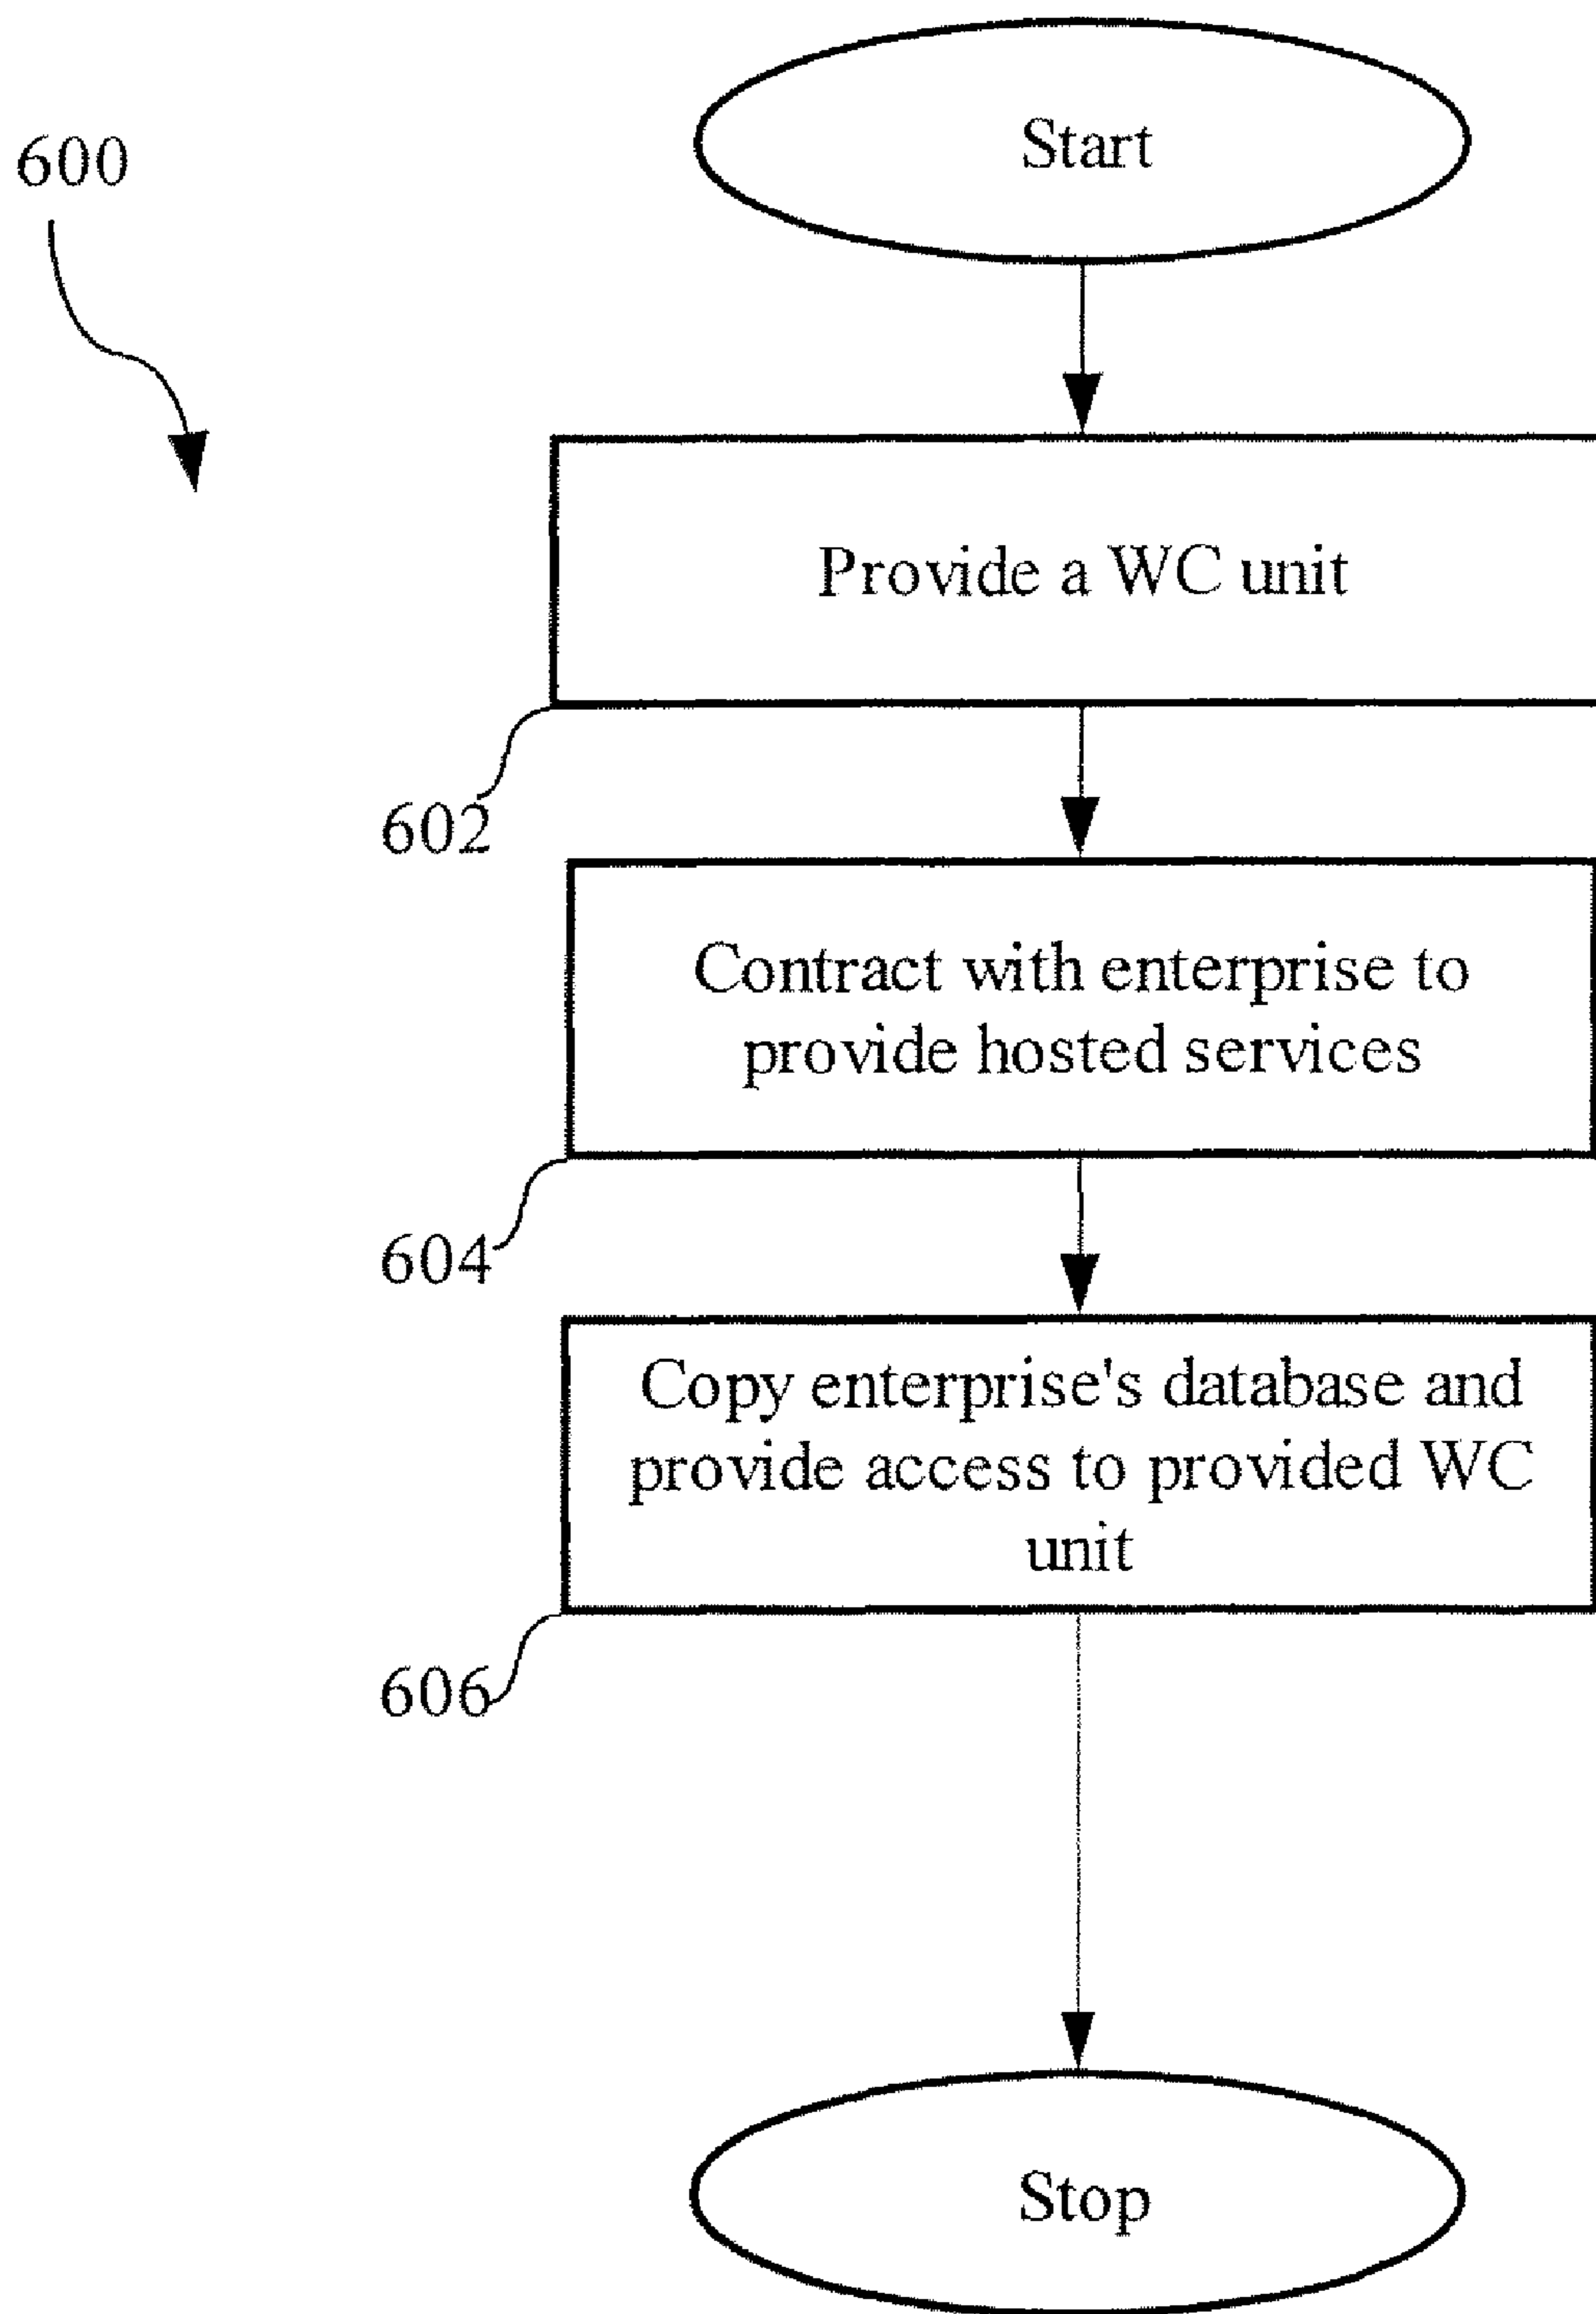 600
Start
Provide a WC unit
602
Contract with enterprise to
provide hosted services
604
Copy enterprise's database and
provide access to provided WC
unit
606
Stop